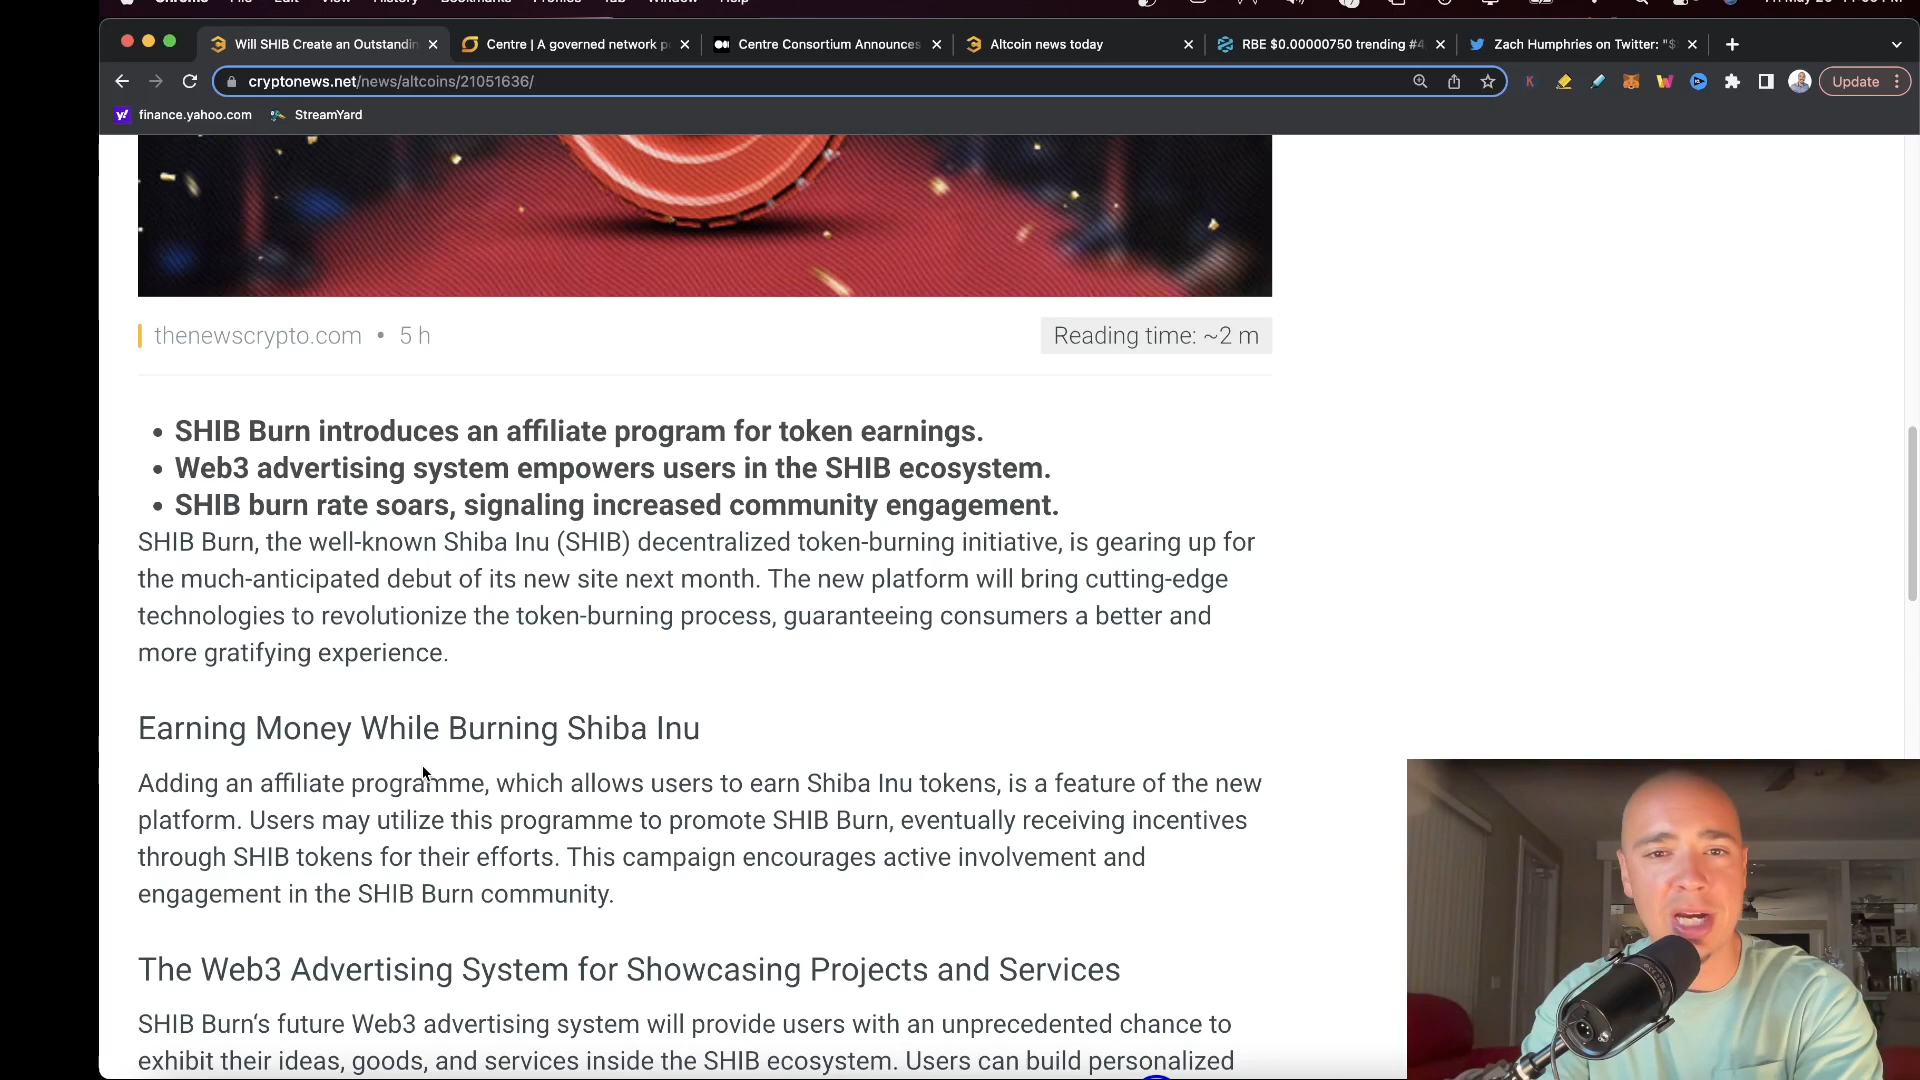 Chrome File Edit View History Bookmarks Profiles Tab Window Help
Will SHIB Create an Outstandin
Centre | A governed network p
Centre Consortium Announces
Altcoin news today
RBE $0.00000750 trending #4
Zach Humphries on Twitter: "$
cryptonews.net/news/altcoins/21051636/
Update
finance.yahoo.com
StreamYard
thenewscrypto.com • 5 h
Reading time: ~2 m
• SHIB Burn introduces an affiliate program for token earnings.
• Web3 advertising system empowers users in the SHIB ecosystem.
• SHIB burn rate soars, signaling increased community engagement.
SHIB Burn, the well-known Shiba Inu (SHIB) decentralized token-burning initiative, is gearing up for
the much-anticipated debut of its new site next month. The new platform will bring cutting-edge
technologies to revolutionize the token-burning process, guaranteeing consumers a better and
more gratifying experience.
Earning Money While Burning Shiba Inu
Adding an affiliate programme, which allows users to earn Shiba Inu tokens, is a feature of the new
platform. Users may utilize this programme to promote SHIB Burn, eventually receiving incentives
through SHIB tokens for their efforts. This campaign encourages active involvement and
engagement in the SHIB Burn community.
The Web3 Advertising System for Showcasing Projects and Services
SHIB Burn‘s future Web3 advertising system will provide users with an unprecedented chance to
exhibit their ideas, goods, and services inside the SHIB ecosystem. Users can build personalized